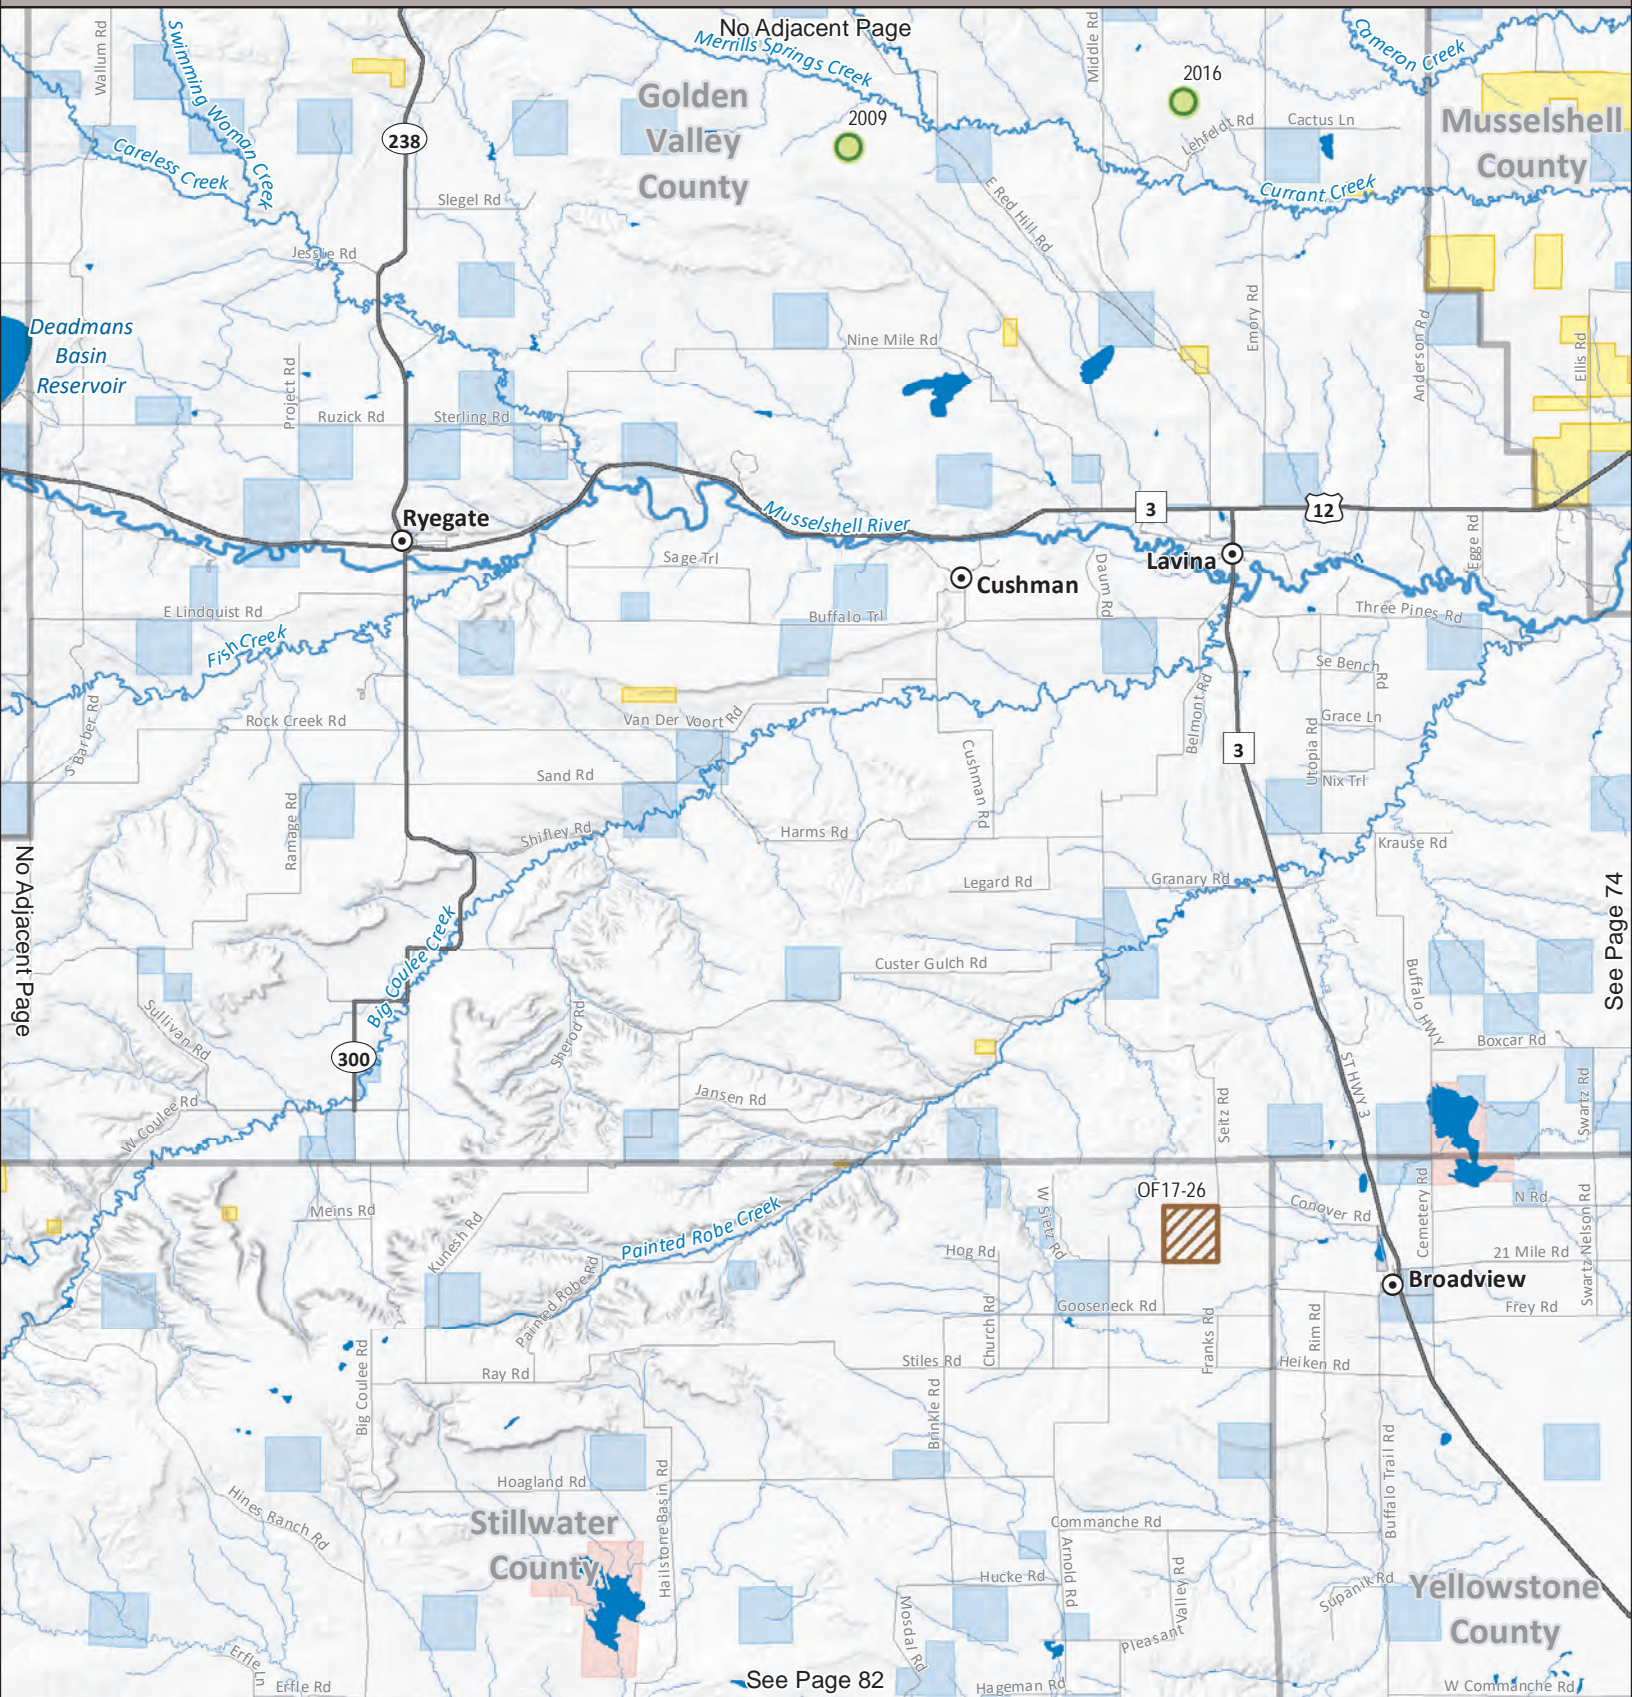 No Adjacent Page
Wallum Rd
Swimming Woman Creek
Merrills Springs Creek
Middle Rd
Cameron Creek
2016
Golden
Valley
County
2009
Musselshell
County
238
Careless Creek
Lehfeldt Rd
Cactus Ln
Slegel Rd
Currant Creek
E Red Hill Rd
Jessie Rd
Deadmans
Basin
Reservoir
Project Rd
Nine Mile Rd
Emory Rd
Anderson Rd
Ellis Rd
Ruzick Rd
Sterling Rd
Ryegate
Musselshell River
3
12
Sage Trl
Lavina
Egge Rd
Cushman
Daum Rd
E Lindquist Rd
Buffalo Trl
Three Pines Rd
Fish Creek
Se Bench Rd
S Barber Rd
Rock Creek Rd
Van Der Voort Rd
Belmont Rd
Grace Ln
Utopia Rd
3
Sand Rd
Cushman Rd
Nix Trl
Ramage Rd
Shifley Rd
Harms Rd
Krause Rd
No Adjacent Page
Legard Rd
Granary Rd
See Page 74
Big Coulee Creek
Custer Gulch Rd
Buffalo HWY
Sullivan Rd
Sherod Rd
300
Boxcar Rd
ST HWY 3
Jansen Rd
Seitz Rd
Swartz Rd
W Coulee Rd
OF17-26
Meins Rd
Kunesh Rd
Painted Robe Creek
W Sietz Rd
Conover Rd
Cemetery Rd
N Rd
Swartz Nelson Rd
Hog Rd
21 Mile Rd
Painted Robe Rd
Broadview
Gooseneck Rd
Frey Rd
Church Rd
Franks Rd
Rim Rd
Big Coulee Rd
Ray Rd
Stiles Rd
Heiken Rd
Brinkle Rd
Buffalo Trail Rd
Hoagland Rd
Hailstone Basin Rd
Hines Ranch Rd
Stillwater
County
Commanche Rd
Arnold Rd
Hucke Rd
Pleasant Valley Rd
Supanik Rd
Yellowstone
County
Mosdal Rd
Erfle Ln
Erfle Rd
See Page 82
Hageman Rd
W Commanche Rd